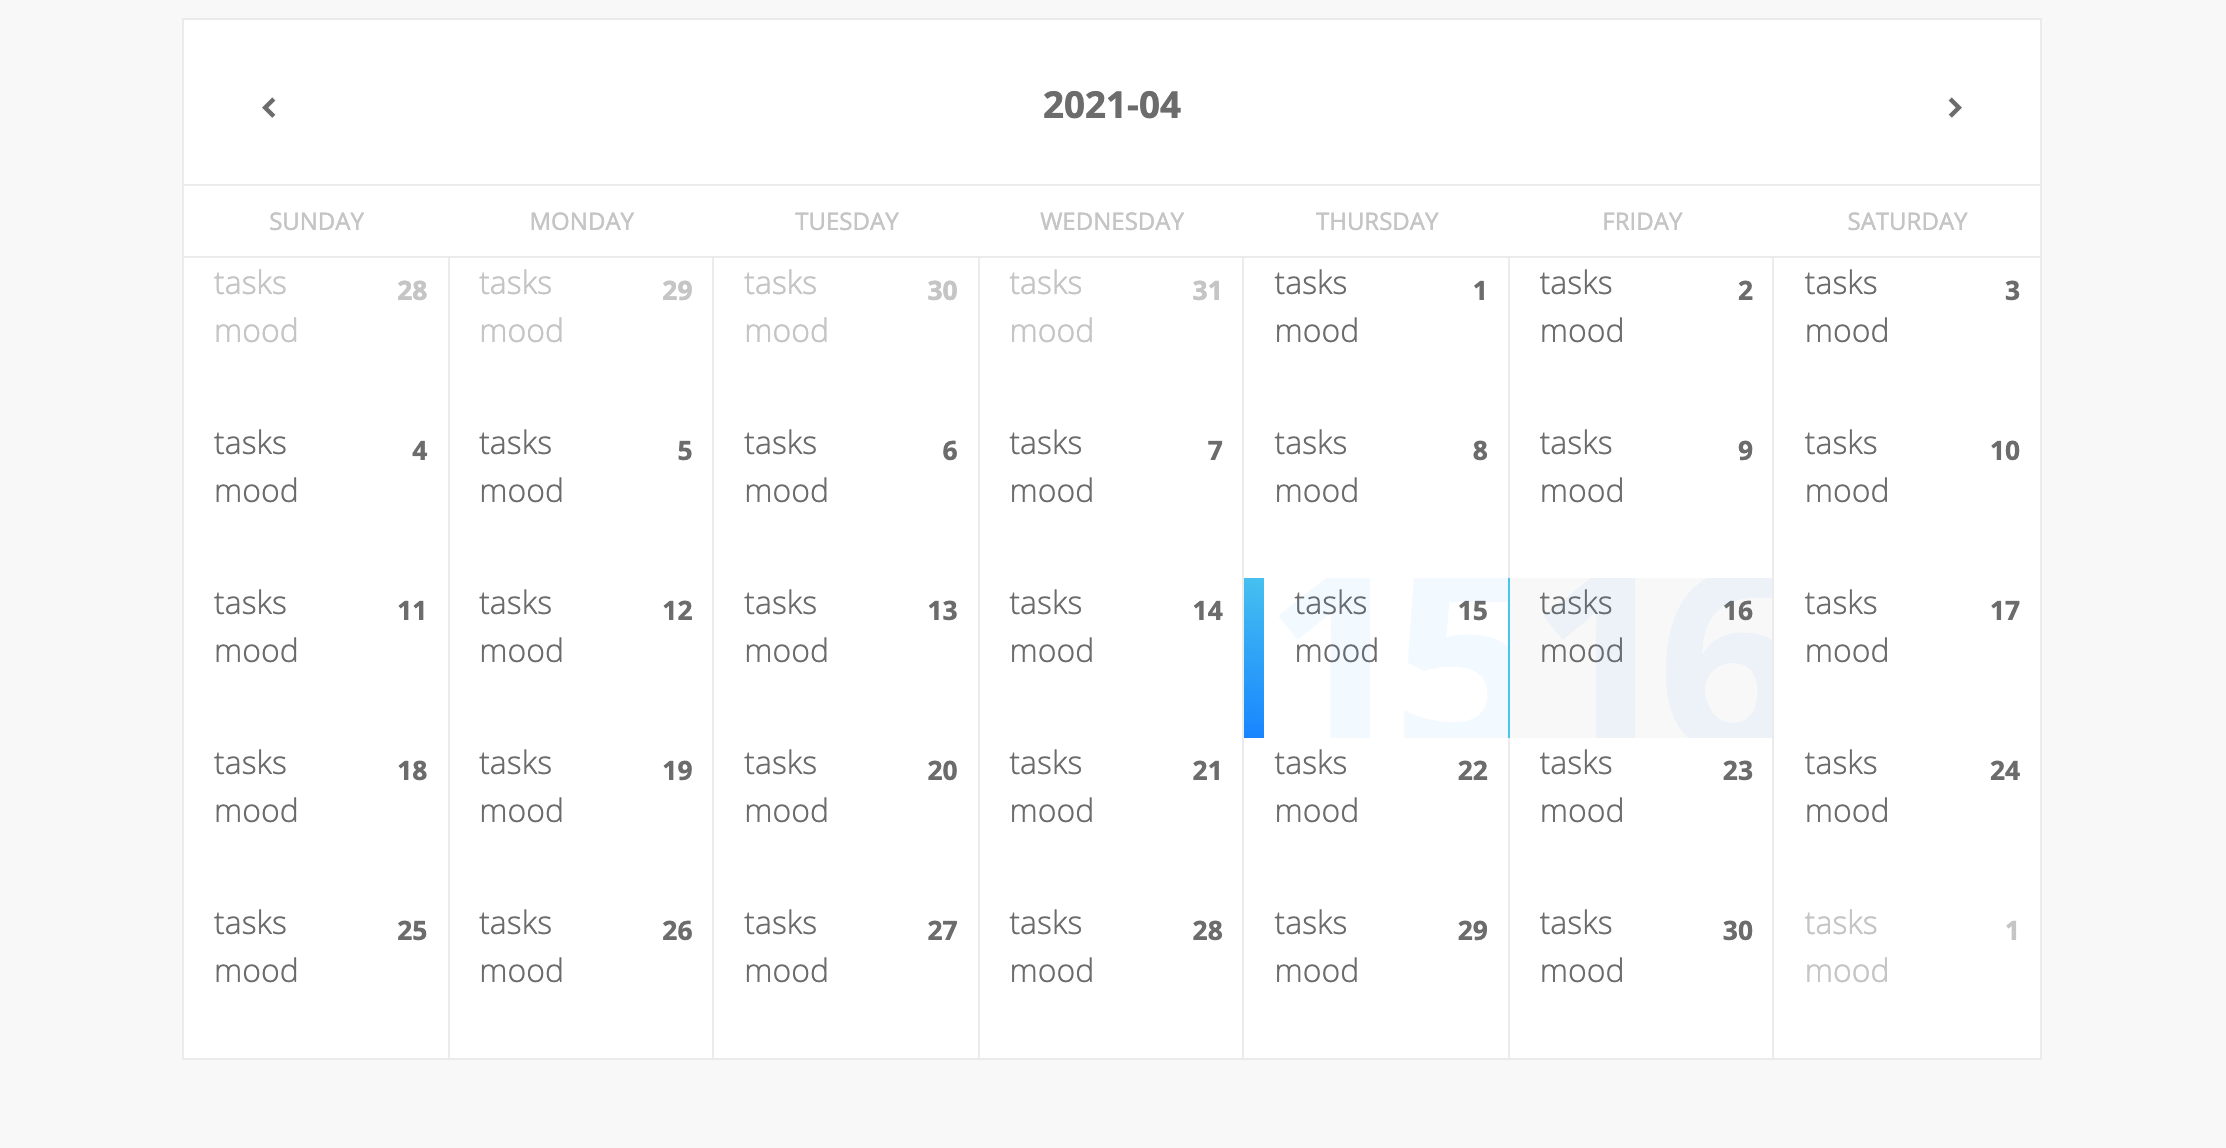 2021-04
SUNDAY MONDAY TUESDAY WEDNESDAY THURSDAY FRIDAY SATURDAY
tasks 28 tasks 29 tasks 30 tasks 31 tasks 1 tasks 2 tasks 3
mood mood mood mood mood mood mood
tasks 4 tasks 5 tasks 6 tasks 7 tasks 8 tasks 9 tasks 10
mood mood mood mood mood mood mood
tasks 11 tasks 12 tasks 13 tasks 14 tasks 15 tasks 16 tasks 17
mood mood mood mood mood mood mood
15 16
tasks 18 tasks 19 tasks 20 tasks 21 tasks 22 tasks 23 tasks 24
mood mood mood mood mood mood mood
tasks 25 tasks 26 tasks 27 tasks 28 tasks 29 tasks 30 tasks 1
mood mood mood mood mood mood mood